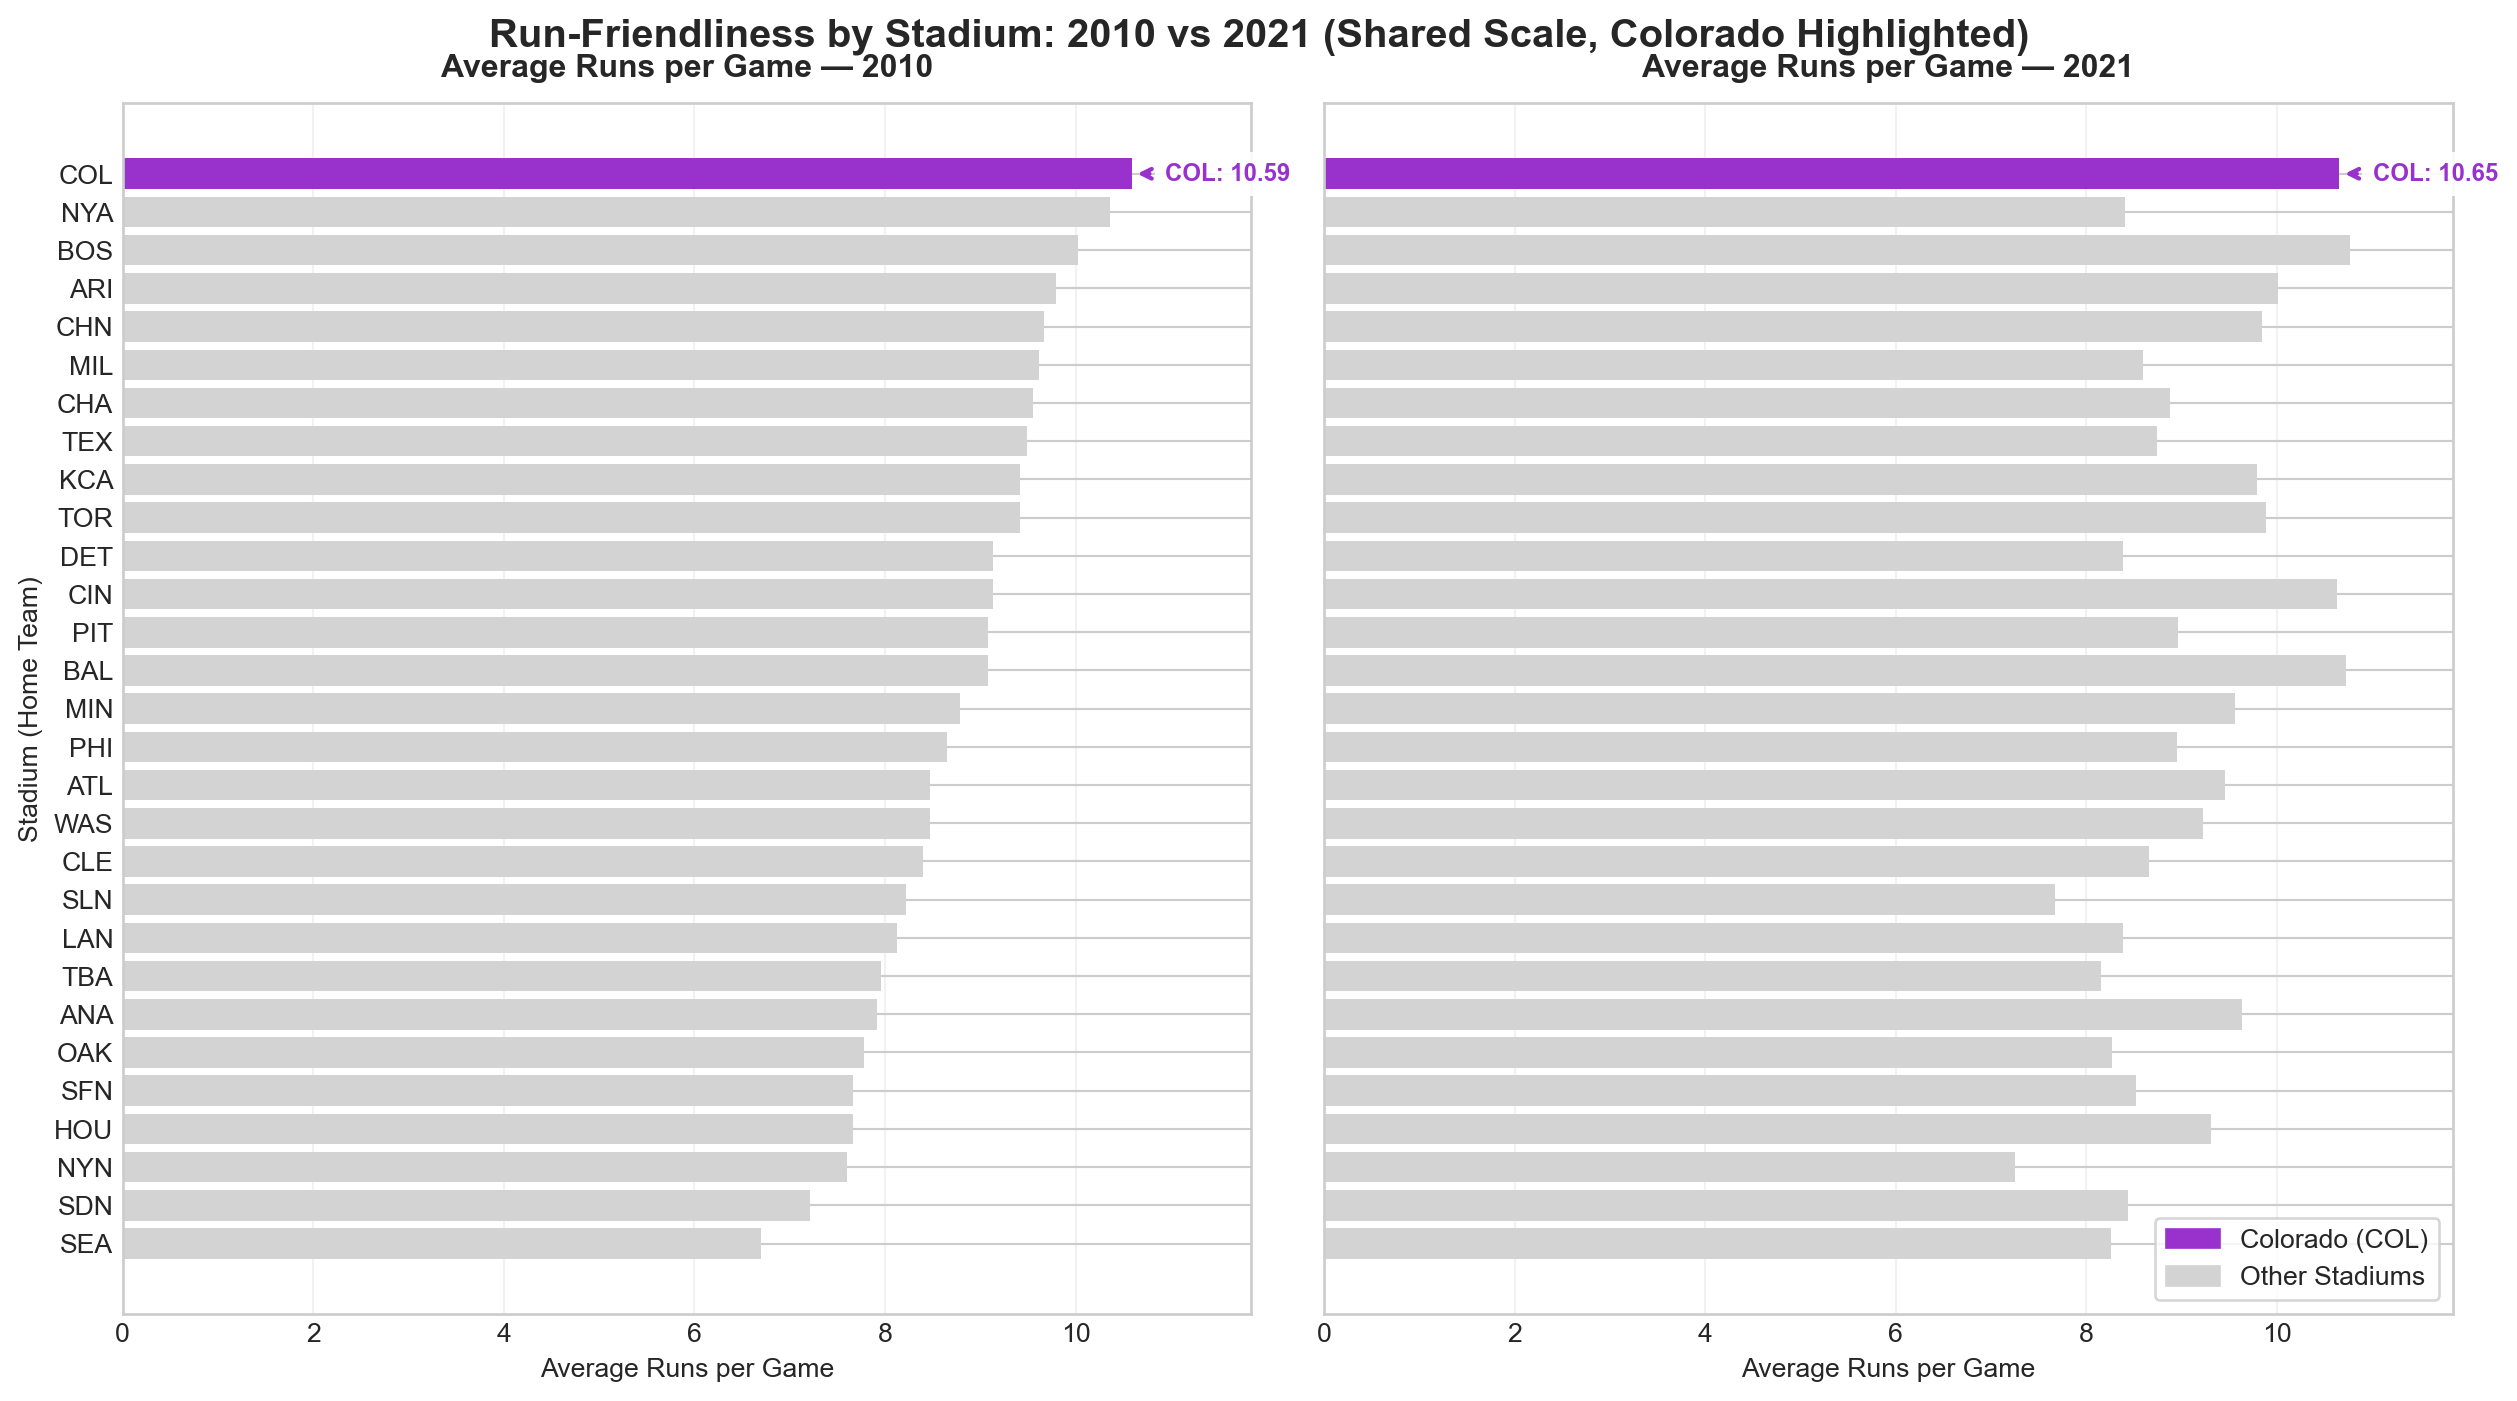 Run-Friendliness by Stadium: 2010 vs 2021 (Shared Scale, Colorado Highlighted)
Average Runs per Game — 2010
Average Runs per Game — 2021
Stadium (Home Team)
COL
NYA
BOS
ARI
CHN
MIL
CHA
TEX
KCA
TOR
DET
CIN
PIT
BAL
MIN
PHI
ATL
WAS
CLE
SLN
LAN
TBA
ANA
OAK
SFN
HOU
NYN
SDN
SEA
COL: 10.59
COL: 10.65
0 2 4 6 8 10
Average Runs per Game
0 2 4 6 8 10
Average Runs per Game
Colorado (COL)
Other Stadiums